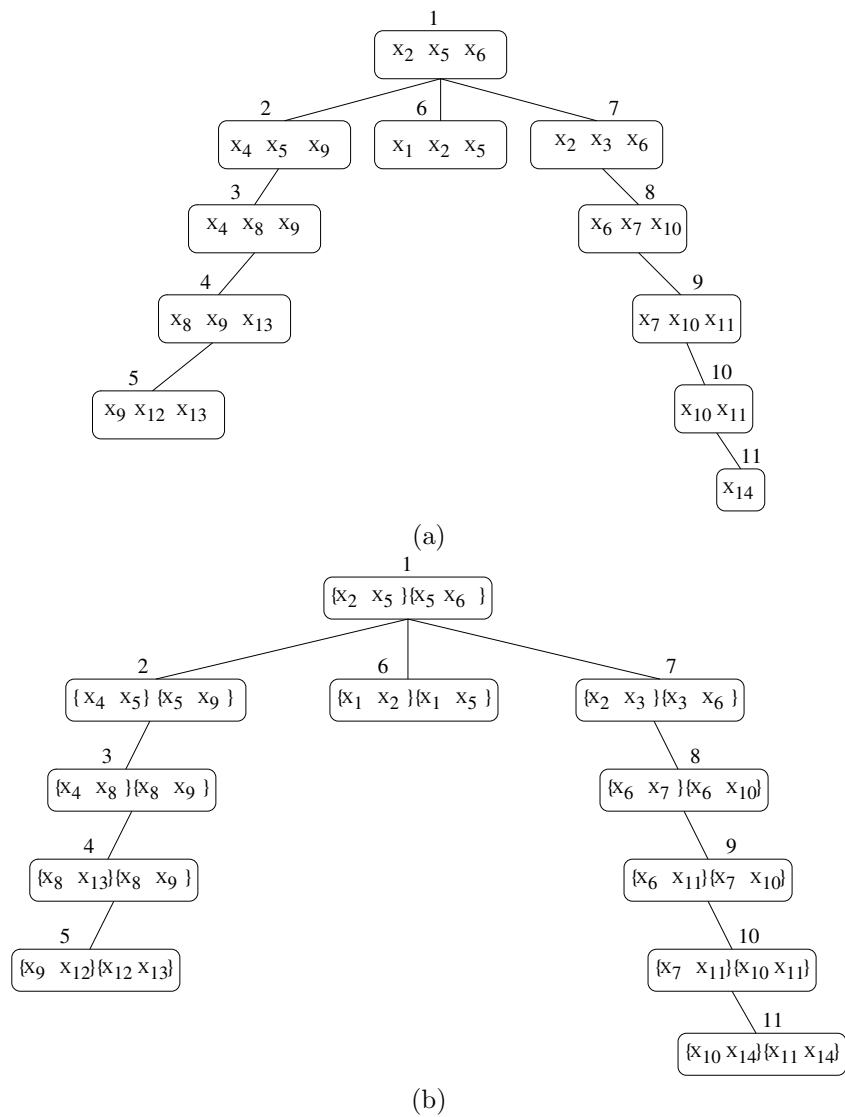 1
x2 x5 x6
2 6 7
x4 x5 x9 x1 x2 x5 x2 x3 x6
3 8
x4 x8 x9 x6 x7 x10
4 9
x8 x9 x13 x7 x10 x11
5 10
x9 x12 x13 x10 x11
11
x14
(a)
1
{x2 x5 }{x5 x6 }
2 6 7
{ x4 x5} {x5 x9 } {x1 x2 }{x1 x5 } {x2 x3 }{x3 x6 }
3 8
{x4 x8 }{x8 x9 } {x6 x7 }{x6 x10}
4 9
{x8 x13}{x8 x9 } {x6 x11}{x7 x10}
5 10
{x9 x12}{x12 x13} {x7 x11}{x10 x11}
11
{x10 x14}{x11 x14}
(b)